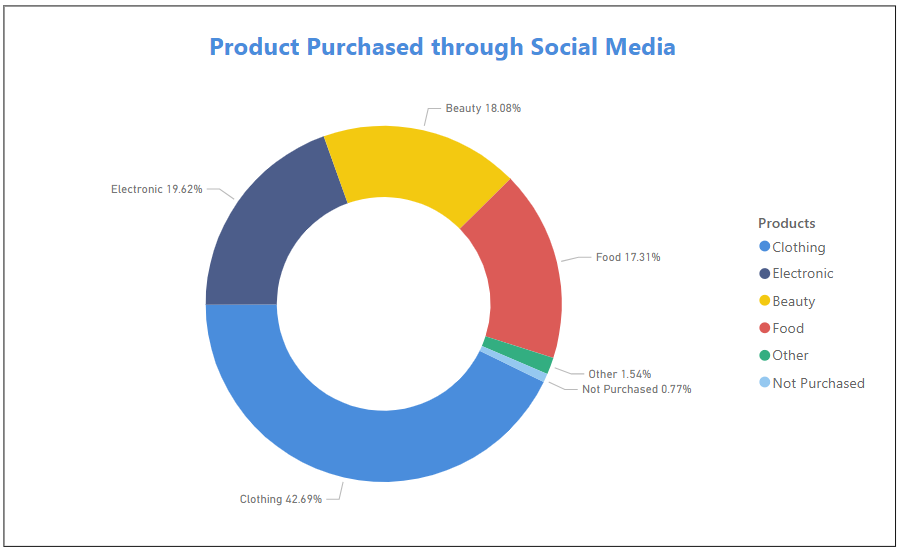 Product Purchased through Social Media
Beauty 18.08%
Electronic 19.62%
Food 17.31%
Other 1.54%
Not Purchased 0.77%
Clothing 42.69%
Products
Clothing
Electronic
Beauty
Food
Other
Not Purchased